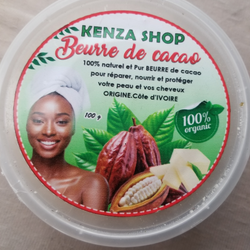 KENZA SHOP
Beurre de cacao
100% naturel et Pur BEURRE de cacao
pour réparer, nourrir et protéger
votre peau et vos cheveux
ORIGINE.Côte d'IVOIRE
100 g
100%
organic